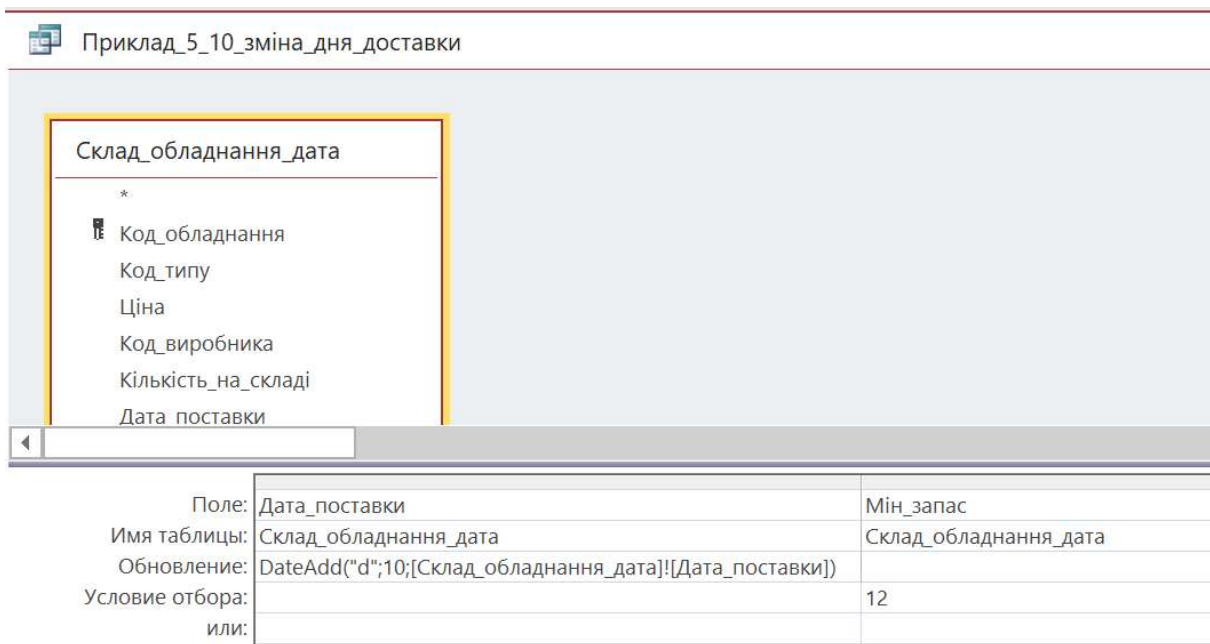 Приклад_5_10_зміна_дня_доставки
Склад_обладнання_дата
*
Код_обладнання
Код_типу
Ціна
Код_виробника
Кількість_на_складі
Дата_поставки
Поле: Дата_поставки Мін_запас
Имя таблицы: Склад_обладнання_дата Склад_обладнання_дата
Обновление: DateAdd("d";10;[Склад_обладнання_дата]![Дата_поставки])
Условие отбора: 12
или: